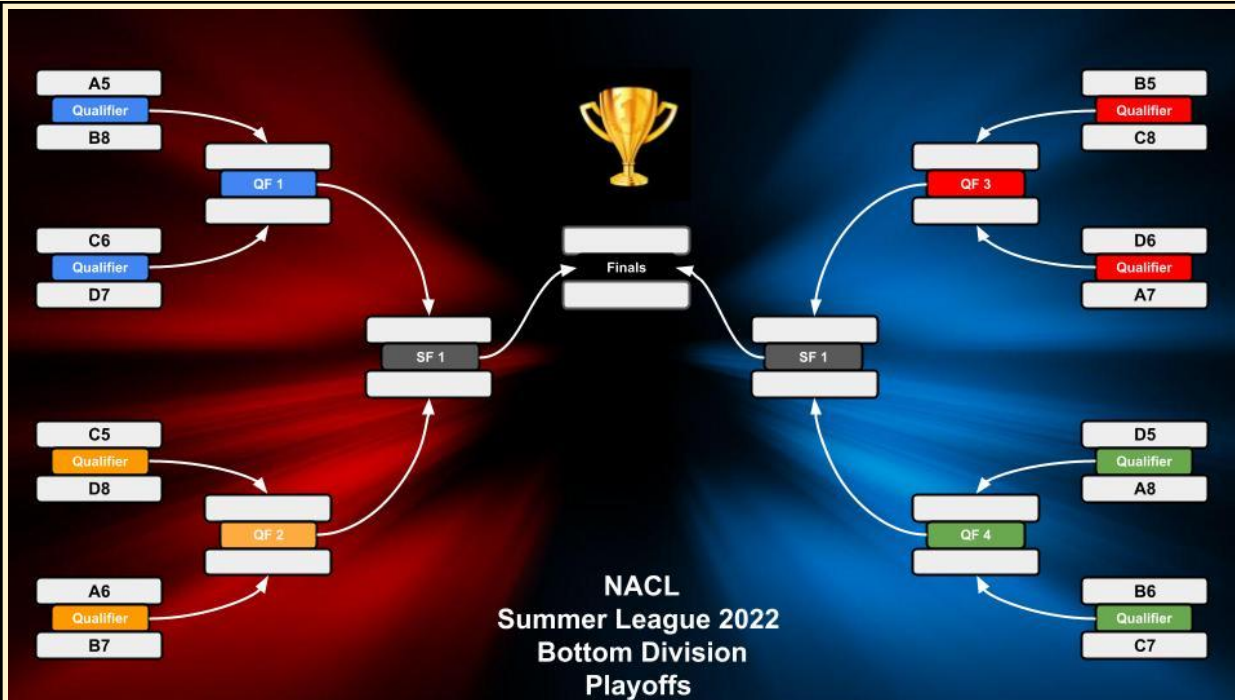 A5
Qualifier
B8
C6
Qualifier
D7
QF 1
C5
Qualifier
D8
A6
Qualifier
B7
QF 2
SF 1
Finals
SF 1
B5
Qualifier
C8
D6
Qualifier
A7
QF 3
D5
Qualifier
A8
B6
Qualifier
C7
QF 4
NACL
Summer League 2022
Bottom Division
Playoffs